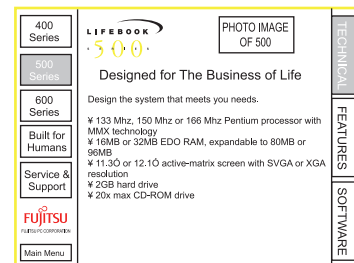 400
Series
500
Series
600
Series
Built for
Humans
Service &
Support
FUJITSU
FUJITSU PC CORPORATION
Main Menu
LIFEBOOK
500
PHOTO IMAGE
OF 500
Designed for The Business of Life
Design the system that meets you needs.
¥ 133 Mhz, 150 Mhz or 166 Mhz Pentium processor with
MMX technology
¥ 16MB or 32MB EDO RAM, expandable to 80MB or
96MB
¥ 11.3Ó or 12.1Ó active-matrix screen with SVGA or XGA
resolution
¥ 2GB hard drive
¥ 20x max CD-ROM drive
TECHNICAL
FEATURES
SOFTWARE